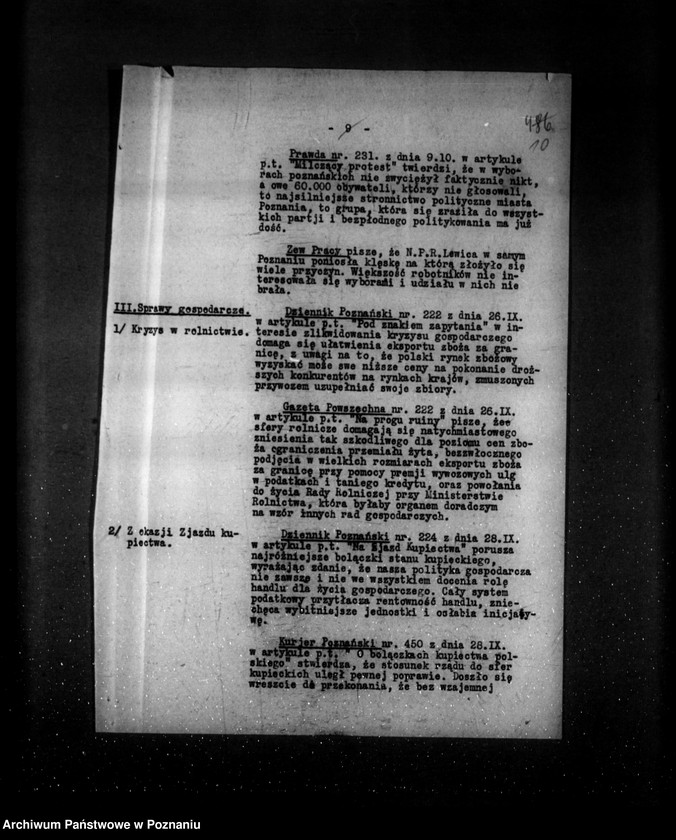 - 9 -
486.
10
Prawda nr. 231. z dnia 9.10. w artykule
p.t. "Milczący protest" twierdzi, że w wybo-
rach poznańskich nie zwyciężył faktycznie nikt,
a owe 60.000 obywateli, którzy nie głosowali,
to najsilniejsze stronnictwo polityczne miasta
Poznania, to grupa, która się zraziła do wszyst-
kich partji i bezpłodnego politykowania ma już
dość.
Zew Pracy pisze, że N.P.R.Lewica w samym
Poznaniu poniosła klęskę na którą złożyło się
wiele przyczyn. Większość robotników nie in-
teresowała się wyborami i udziału w nich nie
brała.
III.Sprawy gospodarcze.
1/ Kryzys w rolnictwie.
Dziennik Poznański nr. 222 z dnia 26.IX.
w artykule p.t. "Pod znakiem zapytania" w in-
teresie zlikwidowania kryzysu gospodarczego
domaga się ułatwienia eksportu zboża za gra-
nicę, z uwagi na to, że polski rynek zbożowy
wyzyskać może swe niższe ceny na pokonanie droż-
szych konkurentów na rynkach krajów, zmuszonych
przywozem uzupełniać swoje zbiory.
Gazeta Powszechna nr. 222 z dnia 26.IX.
w artykule p.t. "Na progu ruiny" pisze, że
sfery rolnicze domagają się natychmiastowego
zniesienia tak szkodliwego dla poziomu cen zbo-
ża ograniczenia przemiału żyta, bezzwłocznego
podjęcia w wielkich rozmiarach eksportu zboża
za granicę przy pomocy premji wywozowych ulg
w podatkach i taniego kredytu, oraz powołania
do życia Rady Rolniczej przy Ministerstwie
Rolnictwa, która byłaby organem doradczym
na wzór innych rad gospodarczych.
2/ Z okazji Zjazdu ku-
piectwa.
Dziennik Poznański nr. 224 z dnia 28.IX.
w artykule p.t. "Na Zjazd Kupiectwa" porusza
najróżniejsze bolączki stanu kupieckiego,
wyrażając zdanie, że nasza polityka gospodarcza
nie zawsze i nie we wszystkiem docenia rolę
handlu dla życia gospodarczego. Cały system
podatkowy przytłacza rentowność handlu, znie-
chęca wybitniejsze jednostki i osłabia inicjaty-
wę.
Kurjer Poznański nr. 450 z dnia 28.IX.
w artykule p.t. " O bolączkach kupiectwa pol-
skiego" stwierdza, że stosunek rządu do sfer
kupieckich uległ pewnej poprawie. Doszło się
wreszcie do przekonania, że bez wzajemnej
Archiwum Państwowe w Poznaniu